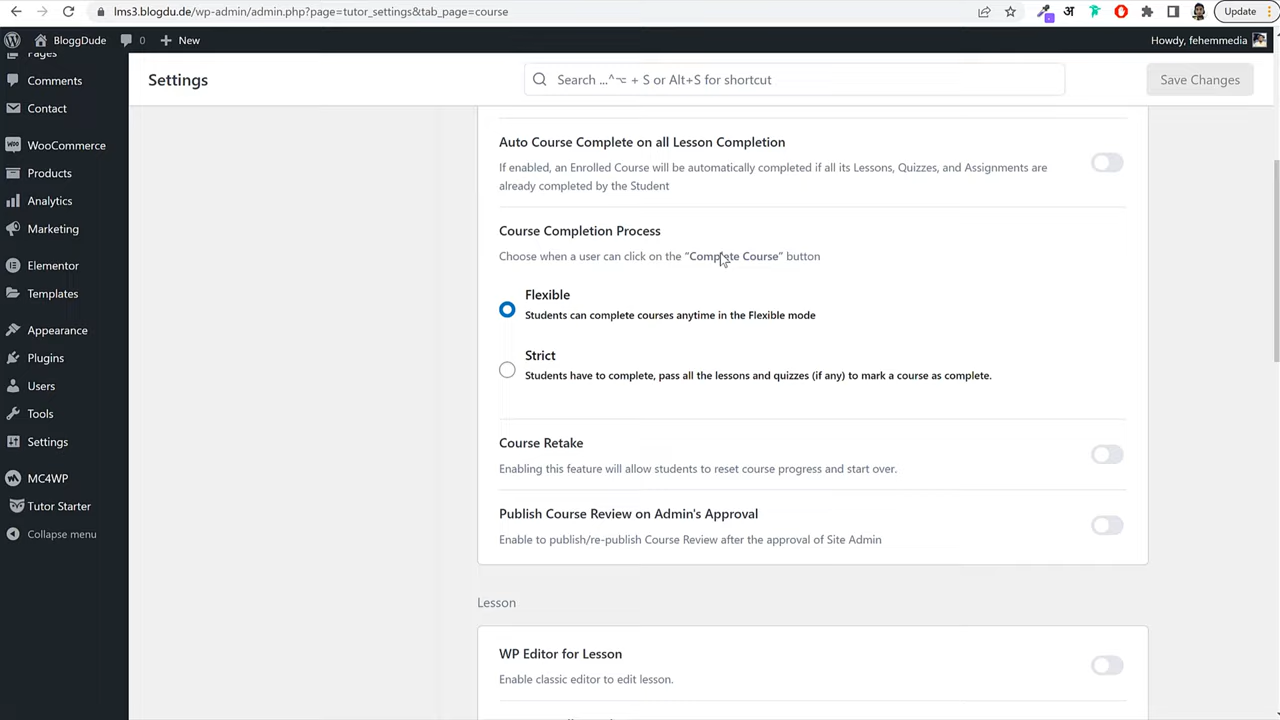 lms3.blogdu.de/wp-admin/admin.php?page=tutor_settings&tab_page=course
Update
BloggDude
0
New
Howdy, fehemmedia
Pages
Comments
Contact
WooCommerce
Products
Analytics
Marketing
Elementor
Templates
Appearance
Plugins
Users
Tools
Settings
MC4WP
Tutor Starter
Collapse menu
Settings
Search ...^⌥ + S or Alt+S for shortcut
Save Changes
Auto Course Complete on all Lesson Completion
If enabled, an Enrolled Course will be automatically completed if all its Lessons, Quizzes, and Assignments are
already completed by the Student
Course Completion Process
Choose when a user can click on the “Complete Course” button
Flexible
Students can complete courses anytime in the Flexible mode
Strict
Students have to complete, pass all the lessons and quizzes (if any) to mark a course as complete.
Course Retake
Enabling this feature will allow students to reset course progress and start over.
Publish Course Review on Admin's Approval
Enable to publish/re-publish Course Review after the approval of Site Admin
Lesson
WP Editor for Lesson
Enable classic editor to edit lesson.